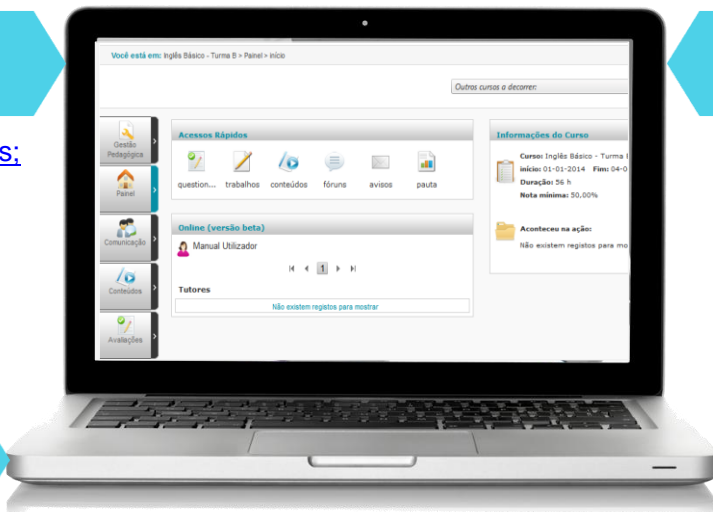 s;
Você está em: Inglês Básico - Turma B > Painel > início
Outros cursos a decorrer:
Gestão
Pedagógica
Painel
Comunicação
Conteúdos
Avaliações
Acessos Rápidos
question... trabalhos conteúdos fóruns avisos pauta
Online (versão beta)
Manual Utilizador
1
Tutores
Não existem registos para mostrar
Informações do Curso
Curso: Inglês Básico - Turma
início: 01-01-2014 Fim: 04-0
Duração: 56 h
Nota mínima: 50,00%
Aconteceu na ação:
Não existem registos para mo